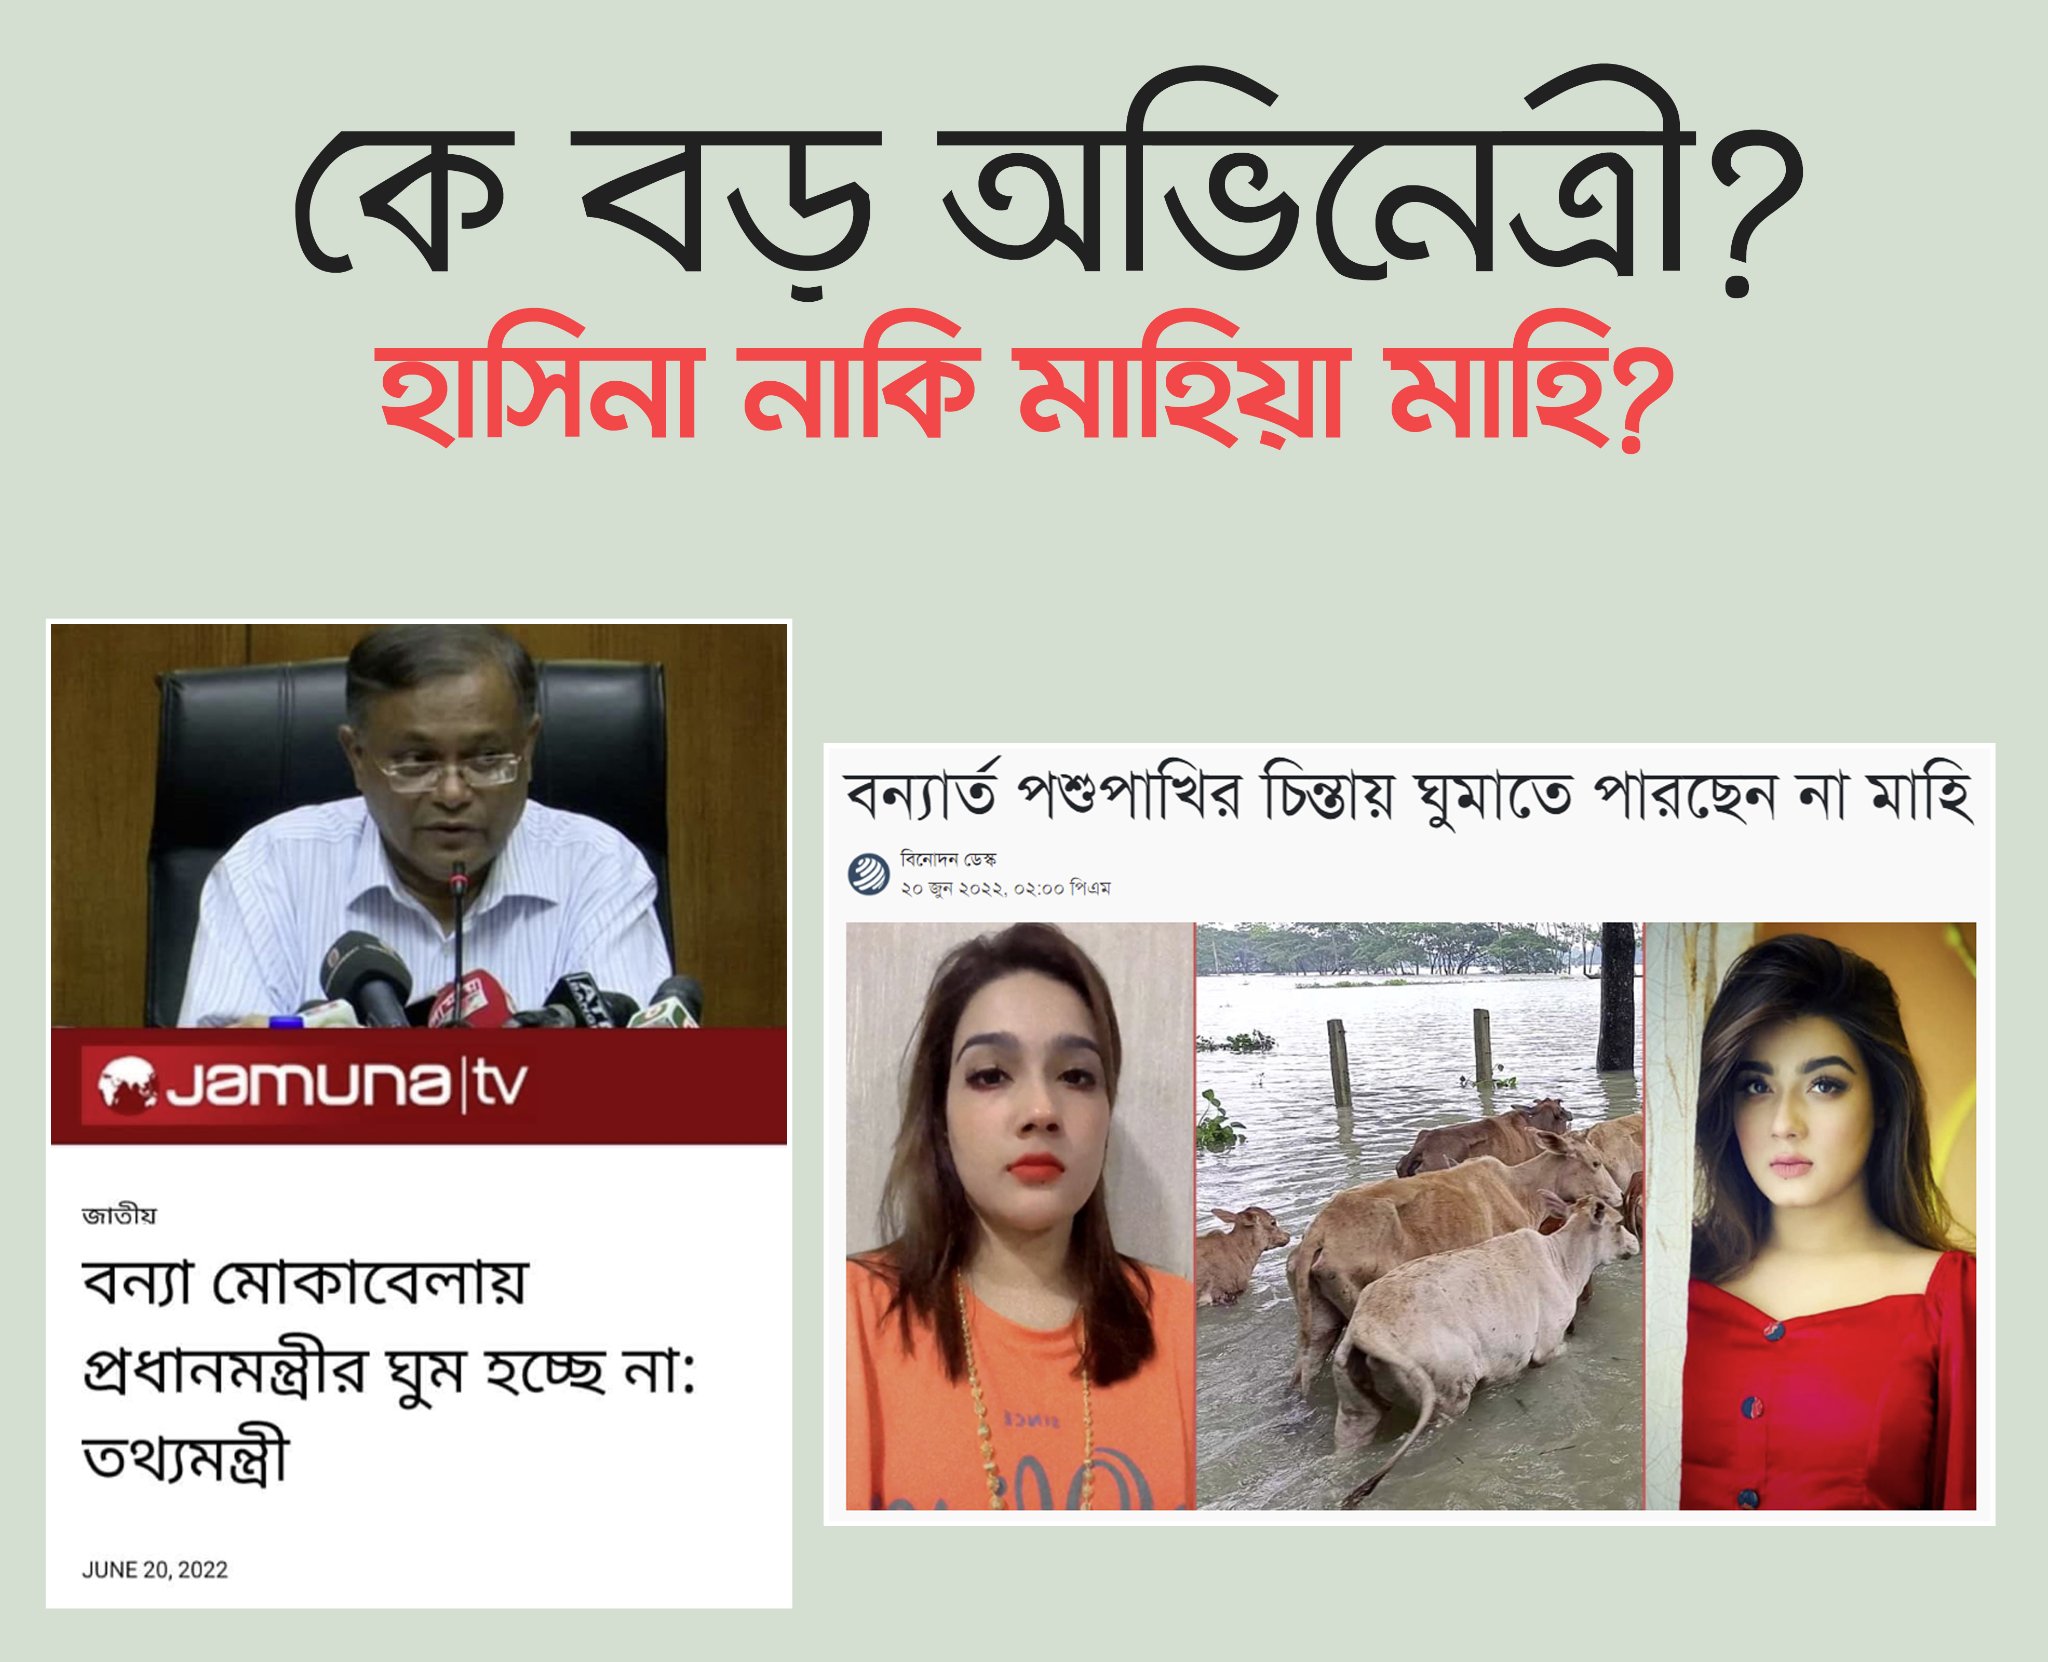 কে বড় অভিনেত্রী?
হাসিনা নাকি মাহিয়া মাহি?
Jamuna|tv
জাতীয়
বন্যা মোকাবেলায়
প্রধানমন্ত্রীর ঘুম হচ্ছে না:
তথ্যমন্ত্রী
JUNE 20, 2022
বন্যার্ত পশুপাখির চিন্তায় ঘুমাতে পারছেন না মাহি
বিনোদন ডেস্ক
২০ জুন ২০২২, ০২:০০ পিএম